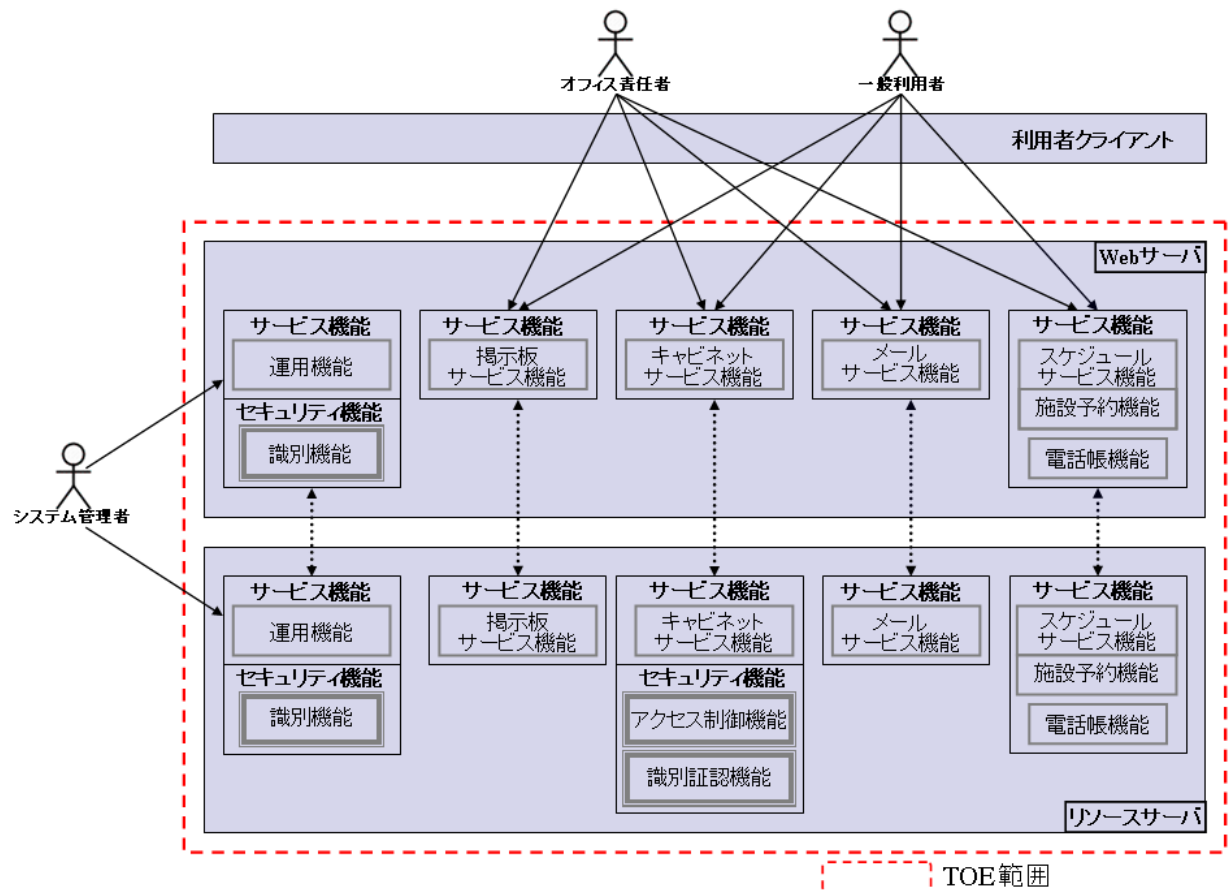 オフィス責任者
一般利用者
利用者クライアント
Webサーバ
サービス機能
運用機能
セキュリティ機能
識別機能
サービス機能
掲示板
サービス機能
サービス機能
キャビネット
サービス機能
サービス機能
メール
サービス機能
サービス機能
スケジュール
サービス機能
施設予約機能
電話帳機能
システム管理者
サービス機能
運用機能
セキュリティ機能
識別機能
サービス機能
掲示板
サービス機能
サービス機能
キャビネット
サービス機能
セキュリティ機能
アクセス制御機能
識別証認機能
サービス機能
メール
サービス機能
サービス機能
スケジュール
サービス機能
施設予約機能
電話帳機能
リソースサーバ
TOE範囲